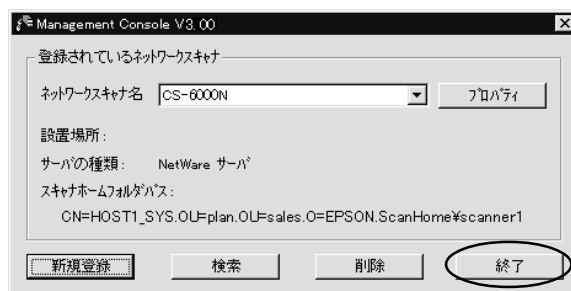 Management Console V3.00
登録されているネットワークスキャナ
ネットワークスキャナ名 CS-6000N プロパティ
設置場所:
サーバの種類: NetWare サーバ
スキャナホームフォルダパス:
CN=HOST1_SYS.OU=plan.OU=sales.O=EPSON.ScanHome¥scanner1
新規登録 検索 削除 終了